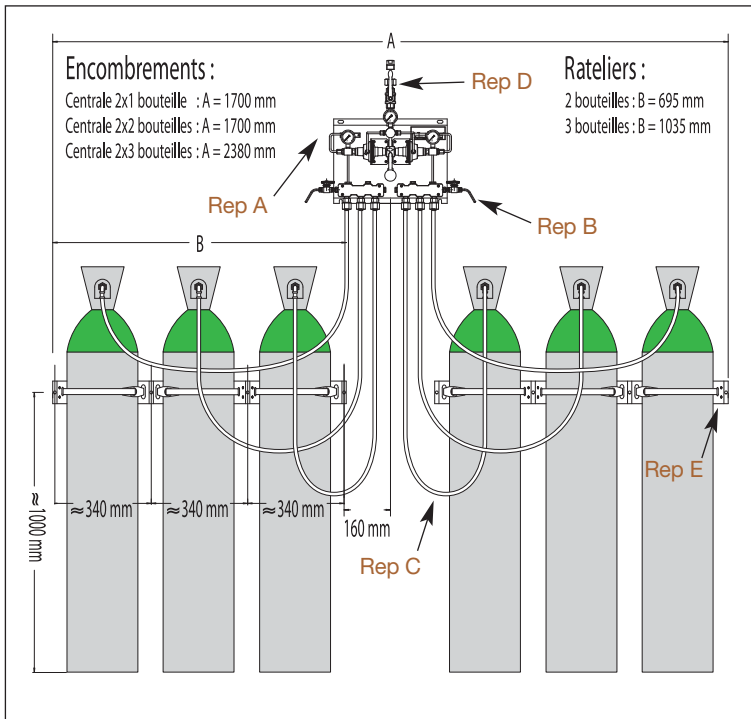 A
Encombrements :
Centrale 2x1 bouteille : A = 1700 mm
Centrale 2x2 bouteilles : A = 1700 mm
Centrale 2x3 bouteilles : A = 2380 mm
Rateliers :
2 bouteilles : B = 695 mm
3 bouteilles : B = 1035 mm
Rep D
Rep A
Rep B
B
Rep E
≈1000 mm
≈340 mm
≈340 mm
≈340 mm
160 mm
Rep C